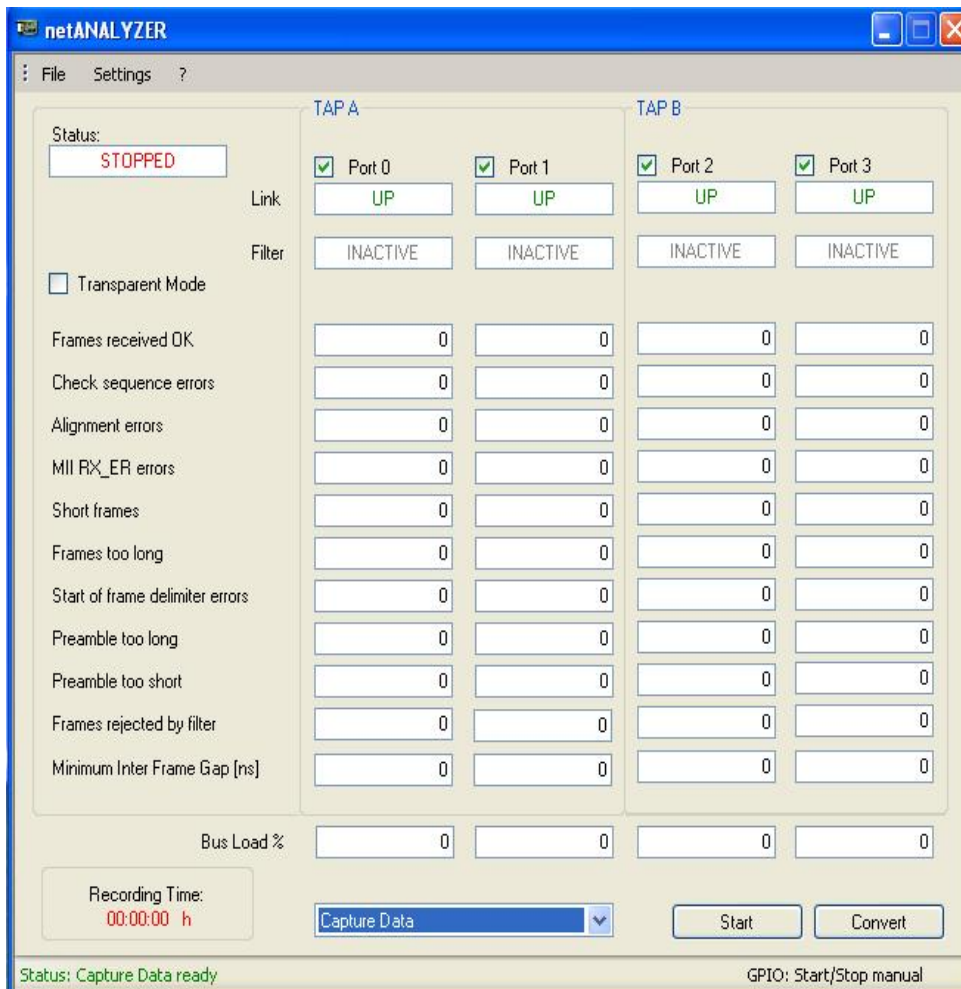 netANALYZER
File Settings ?
TAP A TAP B
Status:
STOPPED
Port 0 Port 1 Port 2 Port 3
Link UP UP UP UP
Filter INACTIVE INACTIVE INACTIVE INACTIVE
Transparent Mode
Frames received OK 0 0 0 0
Check sequence errors 0 0 0 0
Alignment errors 0 0 0 0
MII RX_ER errors 0 0 0 0
Short frames 0 0 0 0
Frames too long 0 0 0 0
Start of frame delimiter errors 0 0 0 0
Preamble too long 0 0 0 0
Preamble too short 0 0 0 0
Frames rejected by filter 0 0 0 0
Minimum Inter Frame Gap [ns] 0 0 0 0
Bus Load % 0 0 0 0
Recording Time:
00:00:00 h
Capture Data Start Convert
Status: Capture Data ready GPIO: Start/Stop manual